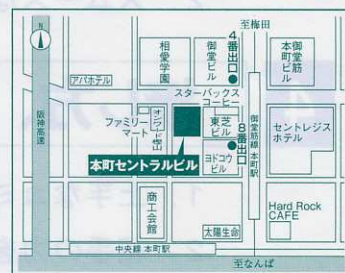 至梅田
N
相愛学園
御堂ビル
4番出口
本町
御堂筋ビル
アパホテル
スターバックス
コーヒー
阪神高速
ファミリー
マート
オンワード樫山
東芝
ビル
8番出口
御堂筋線 本町駅
セントレジス
ホテル
本町セントラルビル
ヨドコウ
ビル
商工会館
太陽生命
Hard Rock
CAFE
中央線 本町駅
至なんば